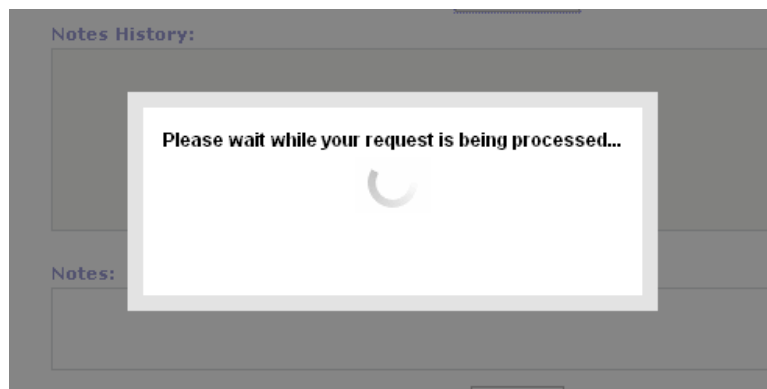 Notes History:
Please wait while your request is being processed...
Notes: